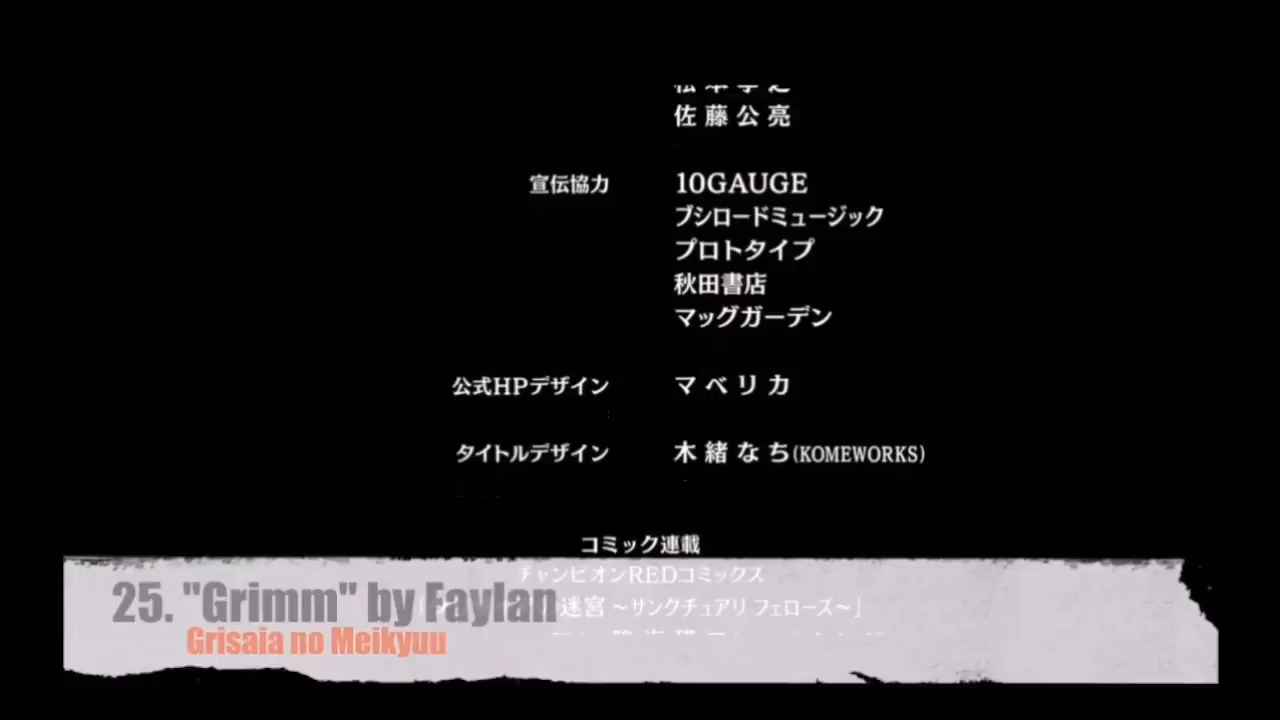 佐藤公亮
宣伝協力 10GAUGE
ブシロードミュージック
プロトタイプ
秋田書店
マッグガーデン
公式HPデザイン マベリカ
タイトルデザイン 木緒なち(KOMEWORKS)
コミック連載
チャンピオンREDコミックス
迷宮 ～サンクチュアリ フェローズ～」
25. "Grimm" by Faylan
Grisaia no Meikyuu